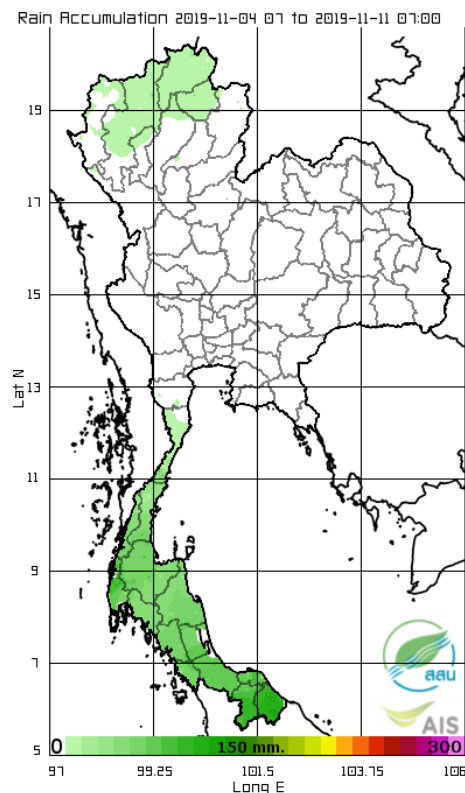 Rain Accumulation 2019-11-04 07 to 2019-11-11 07:00
19
17
15
13
11
9
7
5
Lat N
สสน
AIS
0 150 mm. 300
97 99.25 101.5 103.75 106
Long E